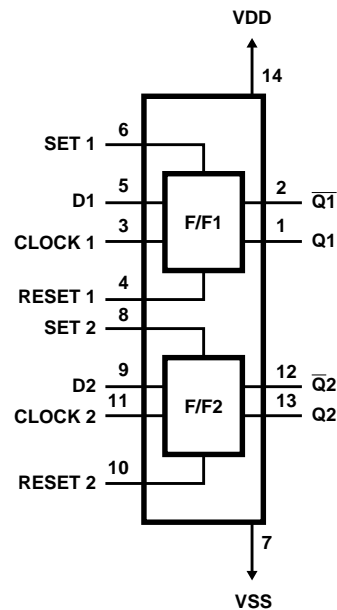 VDD
14
6
SET 1
5
2
D1
Q1
3
F/F1
1
CLOCK 1
Q1
4
RESET 1
8
SET 2
9
12
D2
Q2
11
F/F2
13
CLOCK 2
Q2
10
RESET 2
7
VSS